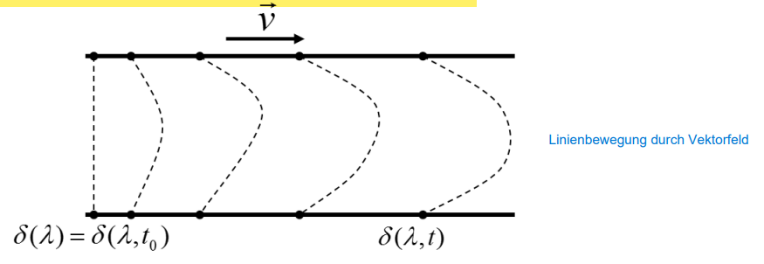 v⃗
Linienbewegung durch Vektorfeld
δ(λ) = δ(λ,t₀)
δ(λ,t)